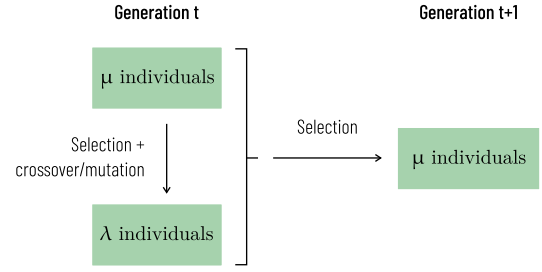 Generation t
Generation t+1
μ individuals
Selection +
crossover/mutation
λ individuals
Selection
μ individuals